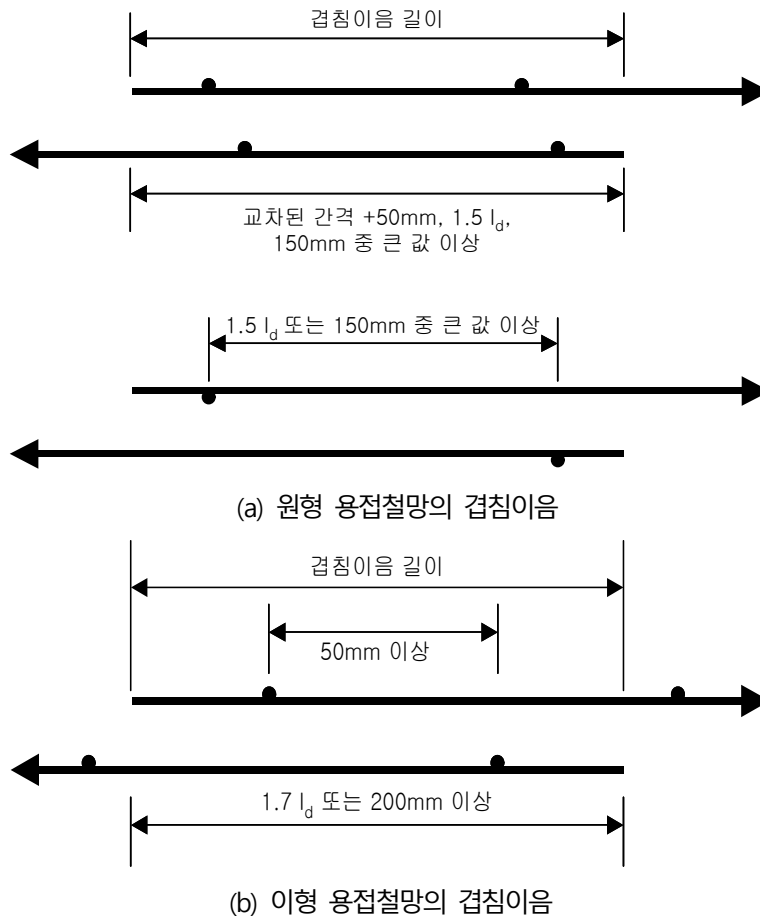 겹침이음 길이
교차된 간격 +50mm, 1.5 l_d,
150mm 중 큰 값 이상
1.5 l_d 또는 150mm 중 큰 값 이상
(a) 원형 용접철망의 겹침이음
겹침이음 길이
50mm 이상
1.7 l_d 또는 200mm 이상
(b) 이형 용접철망의 겹침이음